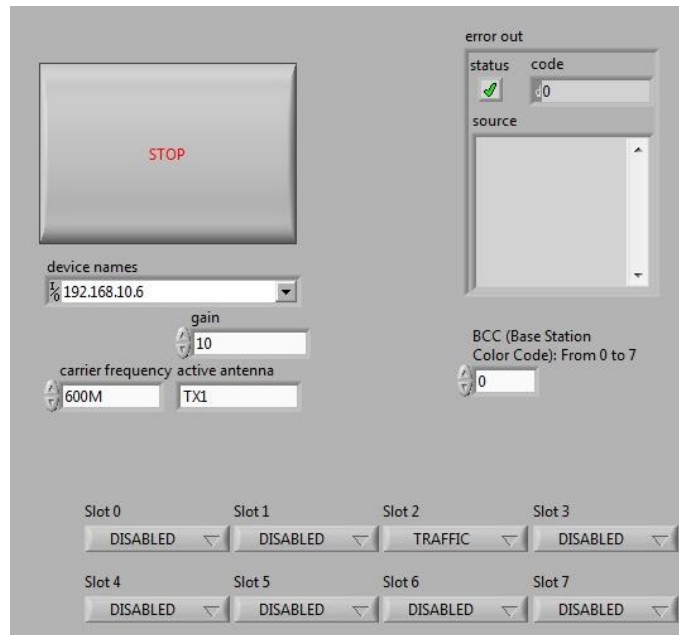 error out
status code
0
source
STOP
device names
192.168.10.6
gain
10
BCC (Base Station
Color Code): From 0 to 7
0
carrier frequency active antenna
600M TX1
Slot 0 Slot 1 Slot 2 Slot 3
DISABLED DISABLED TRAFFIC DISABLED
Slot 4 Slot 5 Slot 6 Slot 7
DISABLED DISABLED DISABLED DISABLED